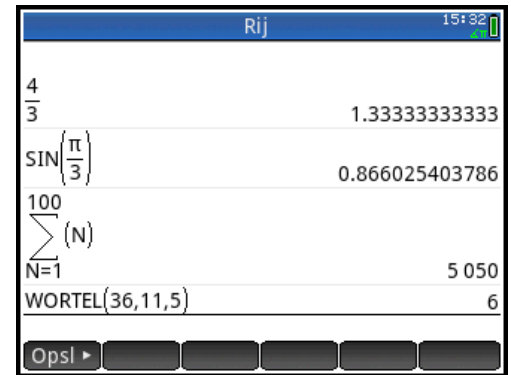 Rij
15:32
∡π
4
3
1.33333333333
SIN(π/3)
0.866025403786
100
∑ (N)
N=1
5 050
WORTEL(36,11,5)
6
Opsl ►